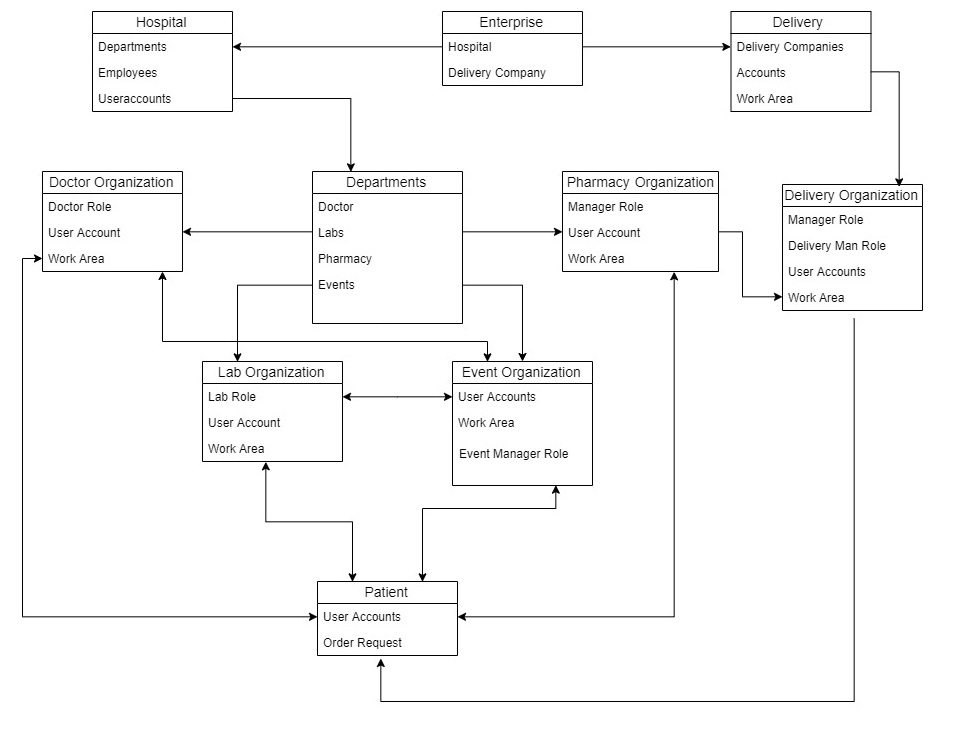 Hospital
Departments
Employees
Useraccounts
Enterprise
Hospital
Delivery Company
Delivery
Delivery Companies
Accounts
Work Area
Doctor Organization
Doctor Role
User Account
Work Area
Departments
Doctor
Labs
Pharmacy
Events
Pharmacy Organization
Manager Role
User Account
Work Area
Delivery Organization
Manager Role
Delivery Man Role
User Accounts
Work Area
Lab Organization
Lab Role
User Account
Work Area
Event Organization
User Accounts
Work Area
Event Manager Role
Patient
User Accounts
Order Request